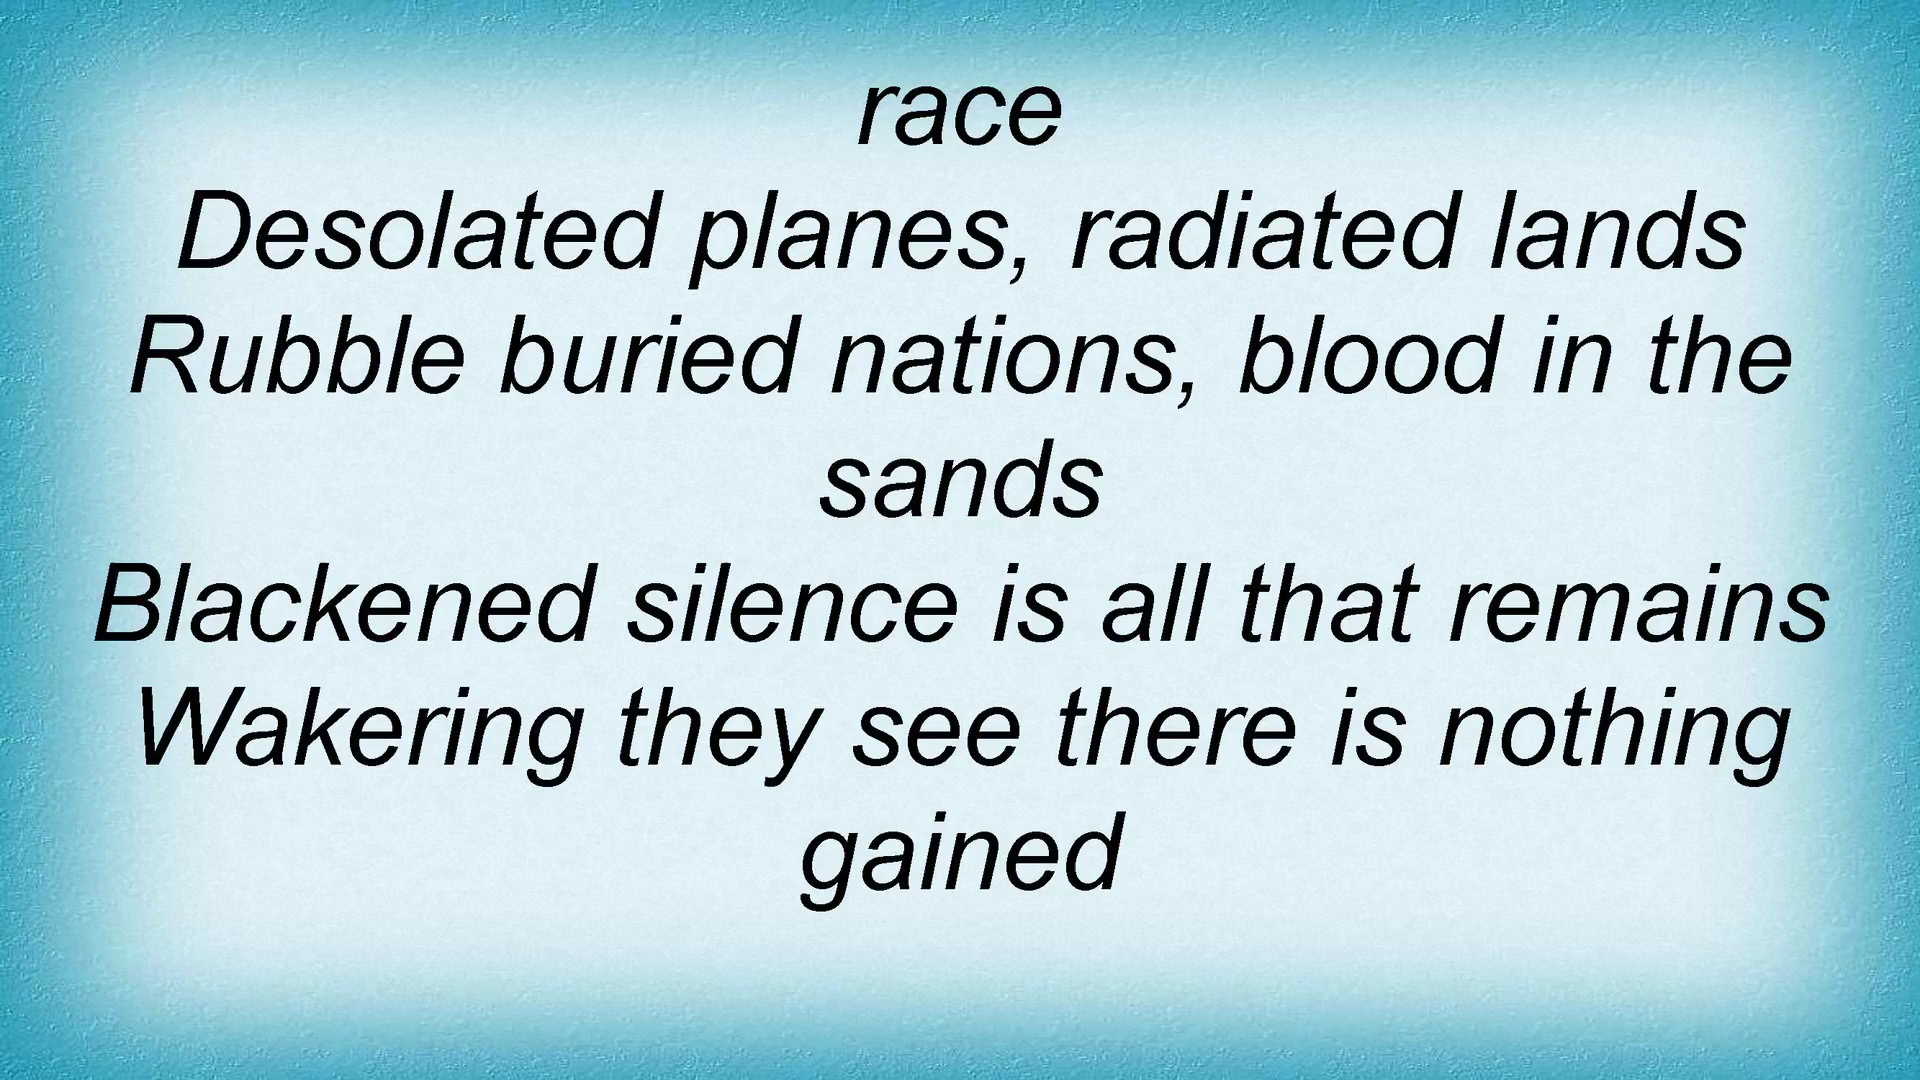 race
Desolated planes, radiated lands
Rubble buried nations, blood in the
sands
Blackened silence is all that remains
Wakering they see there is nothing
gained